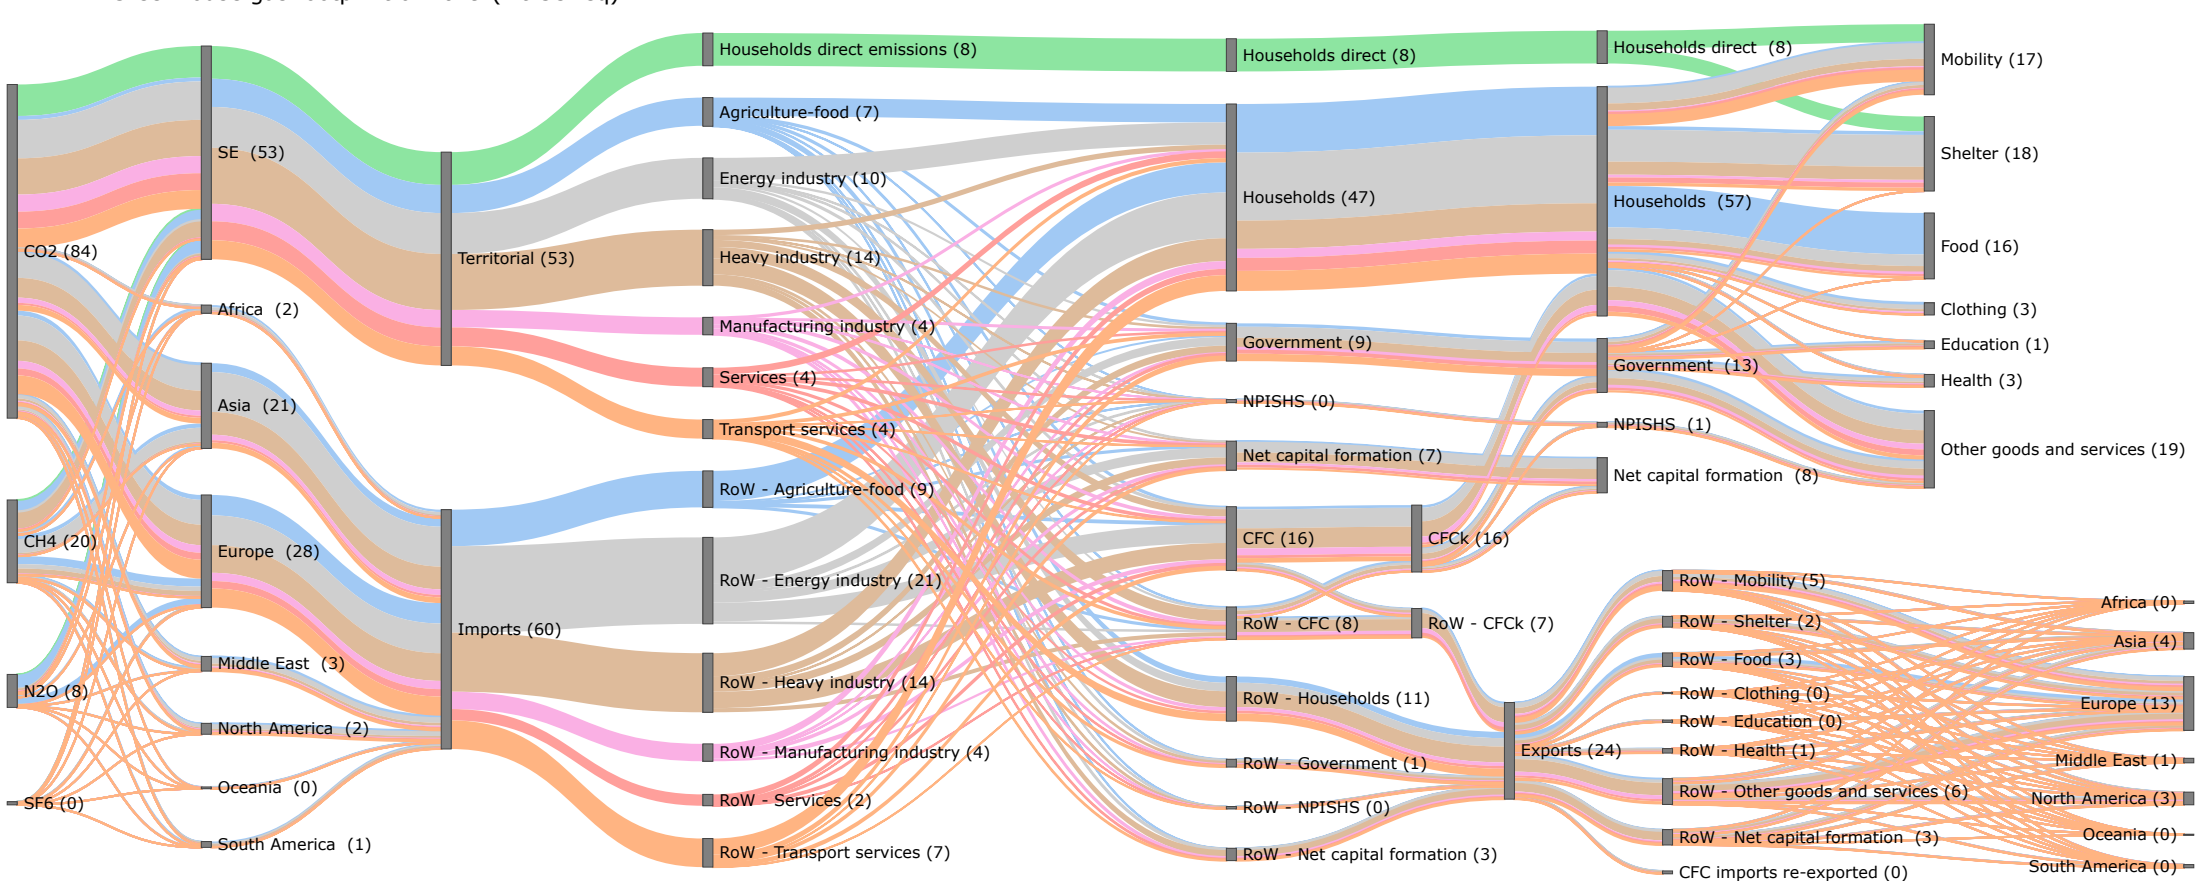 CO2 (84)
CH4 (20)
N2O (8)
SF6 (0)
SE (53)
Africa (2)
Asia (21)
Europe (28)
Middle East (3)
North America (2)
Oceania (0)
South America (1)
Territorial (53)
Imports (60)
Households direct emissions (8)
Agriculture-food (7)
Energy industry (10)
Heavy industry (14)
Manufacturing industry (4)
Services (4)
Transport services (4)
RoW - Agriculture-food (9)
RoW - Energy industry (21)
RoW - Heavy industry (14)
RoW - Manufacturing industry (4)
RoW - Services (2)
RoW - Transport services (7)
Households direct (8)
Households (47)
Government (9)
NPISHS (0)
Net capital formation (7)
CFC (16)
RoW - CFC (8)
RoW - Households (11)
RoW - Government (1)
RoW - NPISHS (0)
RoW - Net capital formation (3)
CFCk (16)
RoW - CFCk (7)
Exports (24)
Households direct (8)
Households (57)
Government (13)
NPISHS (1)
Net capital formation (8)
RoW - Mobility (5)
RoW - Shelter (2)
RoW - Food (3)
RoW - Clothing (0)
RoW - Education (0)
RoW - Health (1)
RoW - Other goods and services (6)
RoW - Net capital formation (3)
CFC imports re-exported (0)
Mobility (17)
Shelter (18)
Food (16)
Clothing (3)
Education (1)
Health (3)
Other goods and services (19)
Africa (0)
Asia (4)
Europe (13)
Middle East (1)
North America (3)
Oceania (0)
South America (0)